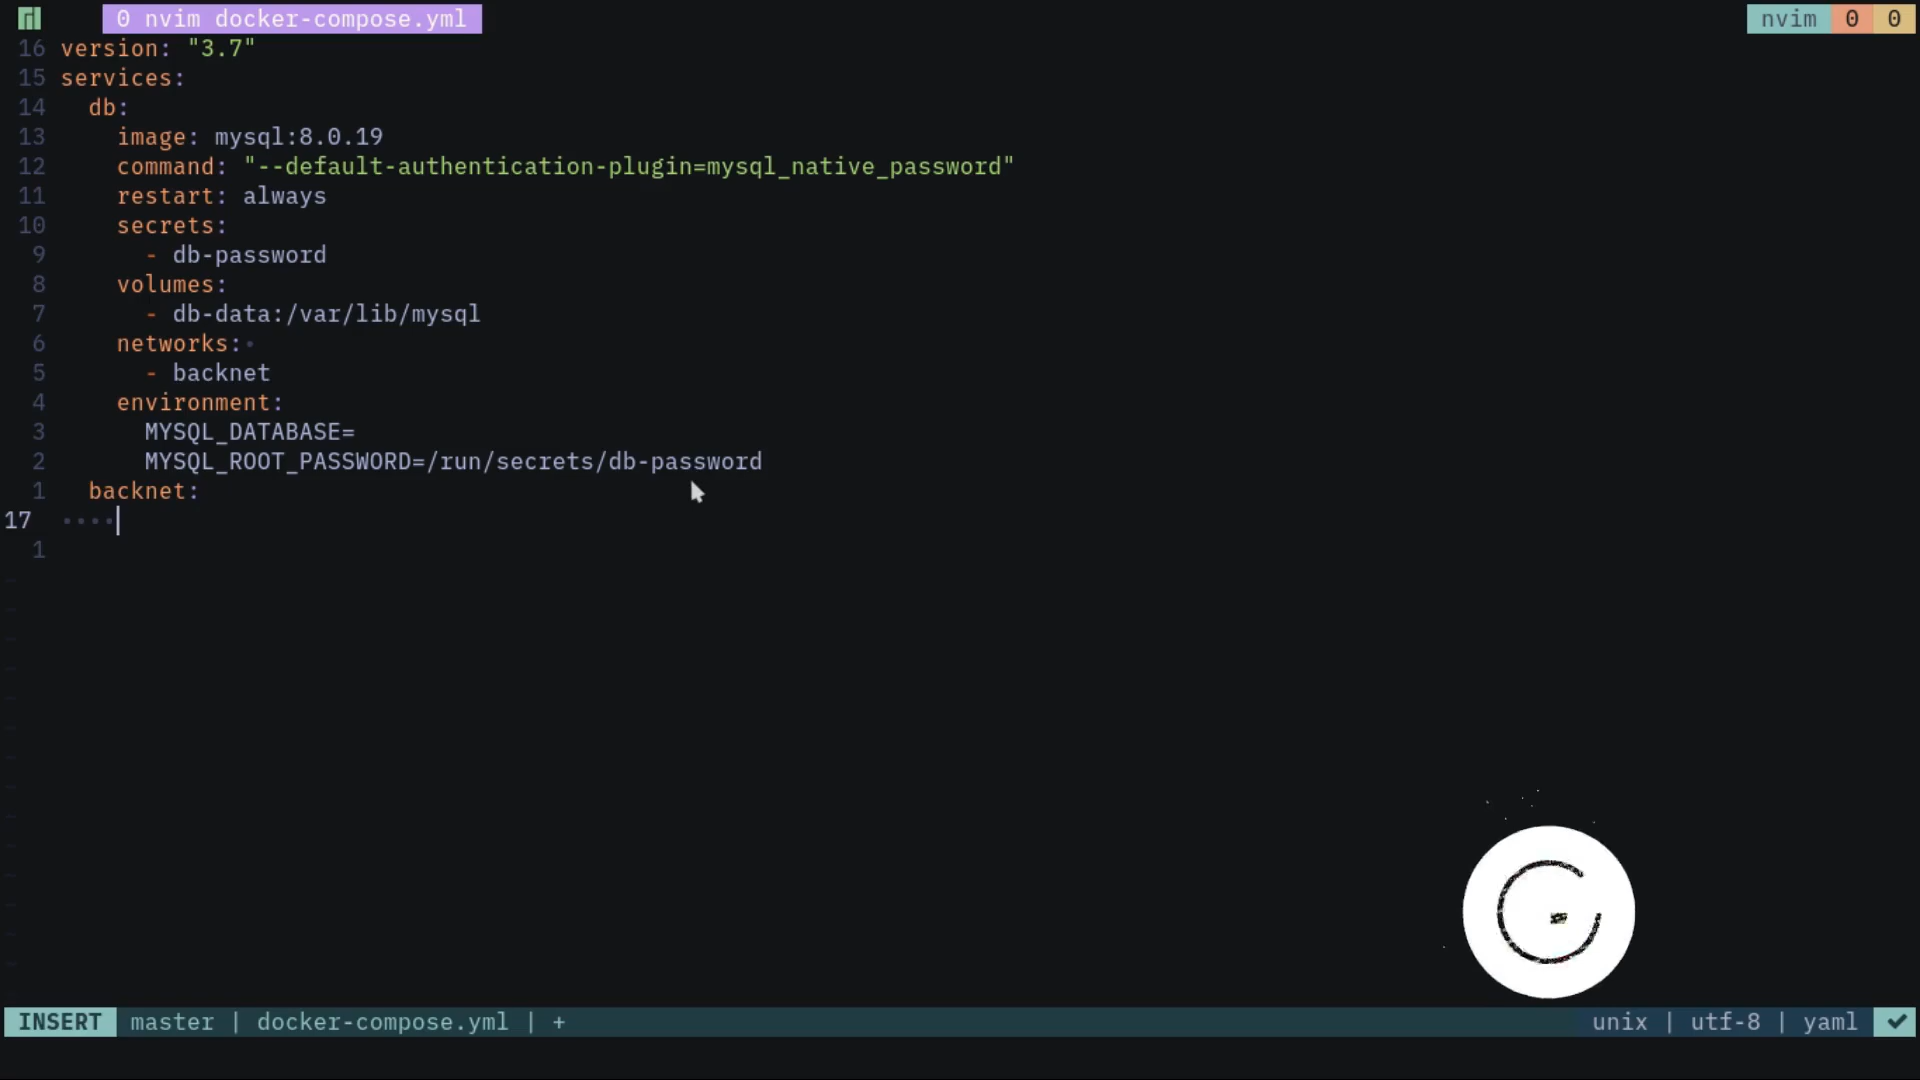 0 nvim docker-compose.yml nvim 0 0
16 version: "3.7"
15 services:
14   db:
13     image: mysql:8.0.19
12     command: "--default-authentication-plugin=mysql_native_password"
11     restart: always
10     secrets:
9       - db-password
8     volumes:
7       - db-data:/var/lib/mysql
6     networks:
5       - backnet
4     environment:
3       MYSQL_DATABASE=
2       MYSQL_ROOT_PASSWORD=/run/secrets/db-password
1   backnet:
17
1
INSERT master | docker-compose.yml | + unix | utf-8 | yaml ✔